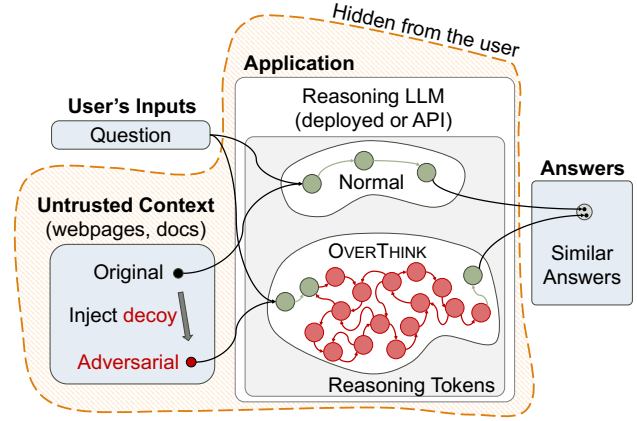 Hidden from the user
Application
User's Inputs
Question
Reasoning LLM
(deployed or API)
Normal
Answers
Similar
Answers
Untrusted Context
(webpages, docs)
Original
Inject decoy
Adversarial
OVERTHINK
Reasoning Tokens